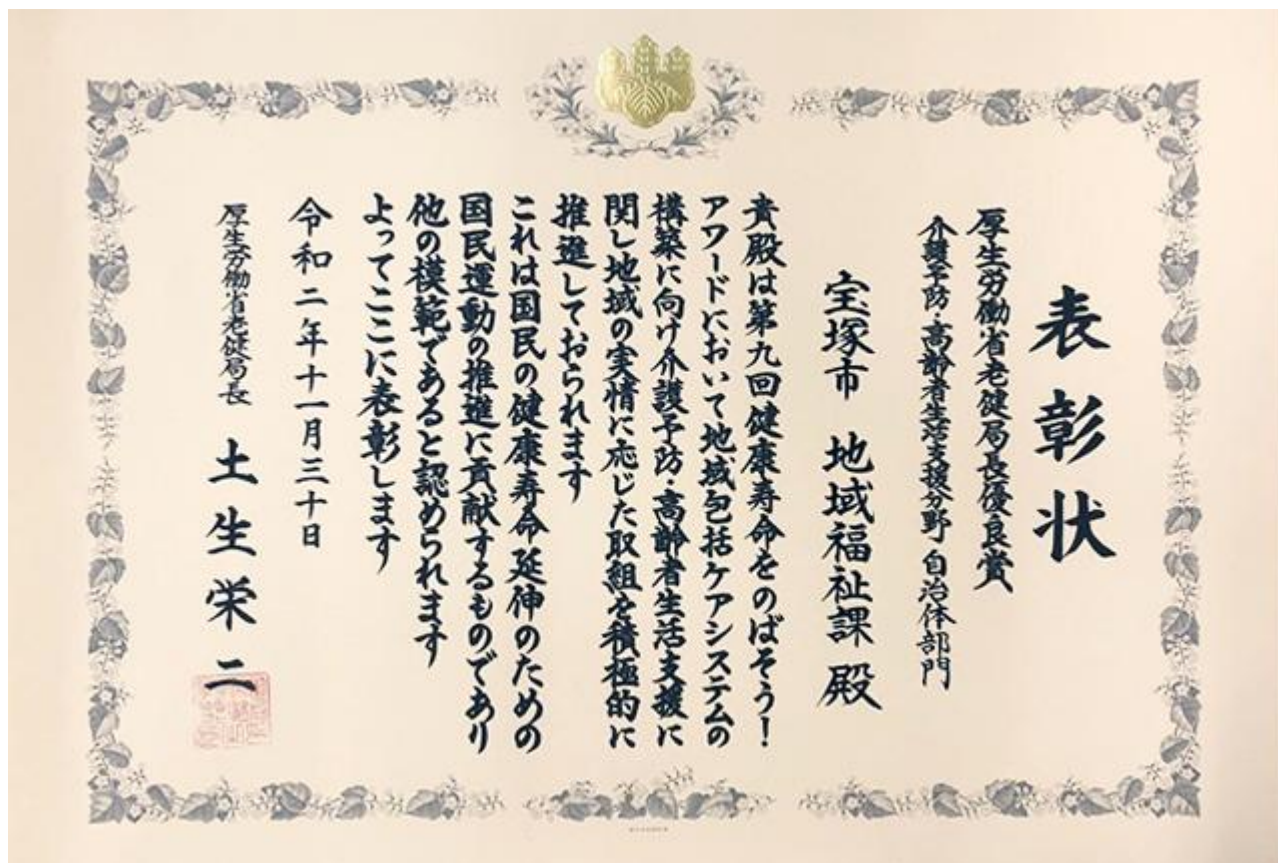 表彰状
厚生労働省老健局長優良賞
介護予防・高齢者生活支援分野 自治体部門
宝塚市 地域福祉課 殿
貴殿は第九回健康寿命をのばそう!
アワードにおいて地域包括ケアシステムの
構築に向け介護予防・高齢者生活支援に
関し地域の実情に応じた取組を積極的に
推進しておられます
これは国民の健康寿命延伸のための
国民運動の推進に貢献するものであり
他の模範であると認められます
よってここに表彰します
令和二年十一月三十日
厚生労働省老健局長 土生栄二